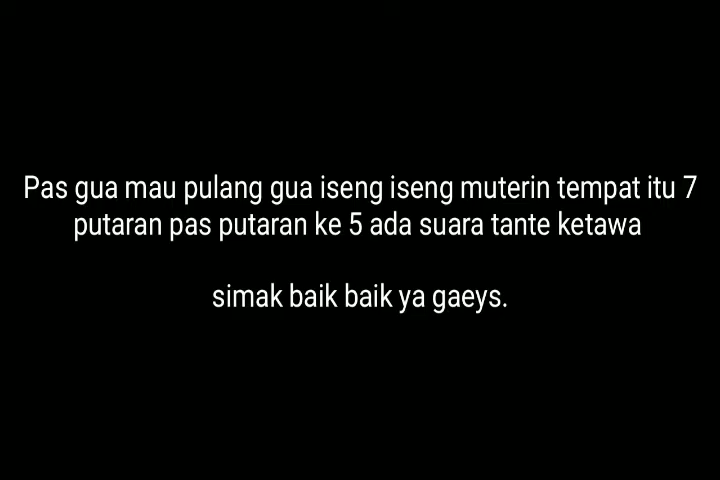 Pas gua mau pulang gua iseng iseng muterin tempat itu 7
putaran pas putaran ke 5 ada suara tante ketawa
simak baik baik ya gaeys.